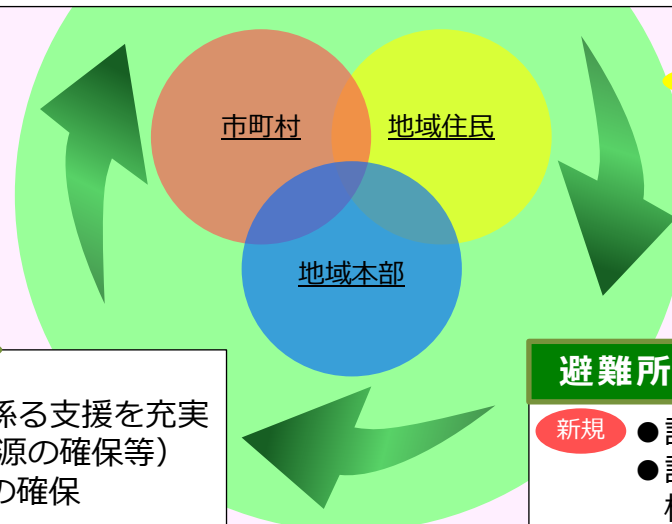 市町村
地域住民
地域本部
係る支援を充実
源の確保等）
の確保
避難所
新規
●
●